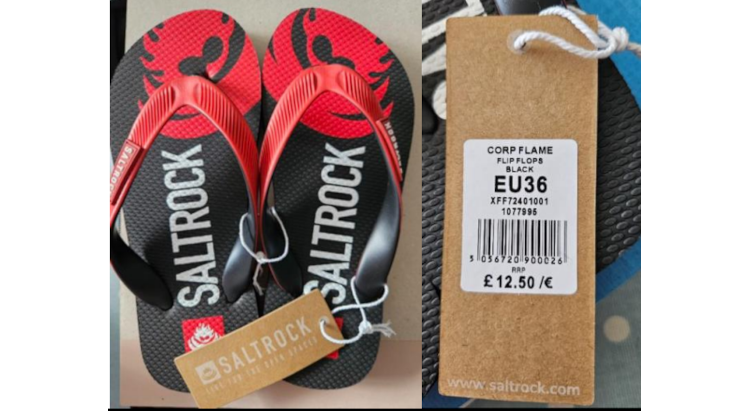 SALTROCK
SALTROCK
SALTROCK
SALTROCK
CORP FLAME
FLIP FLOPS
BLACK
EU36
XFF72401001
1077995
5 056720 900026
RRP
£12.50/€
www.saltrock.com